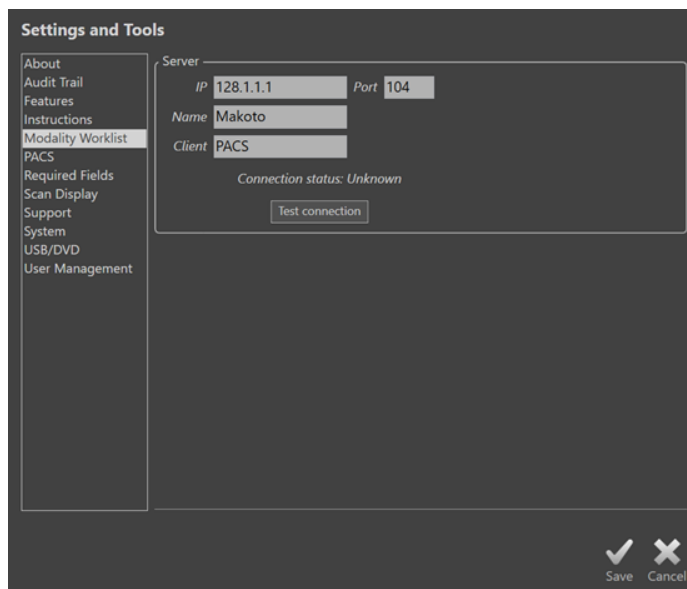 Settings and Tools
About
Audit Trail
Features
Instructions
Modality Worklist
PACS
Required Fields
Scan Display
Support
System
USB/DVD
User Management
Server
IP 128.1.1.1 Port 104
Name Makoto
Client PACS
Connection status: Unknown
Test connection
Save Cancel